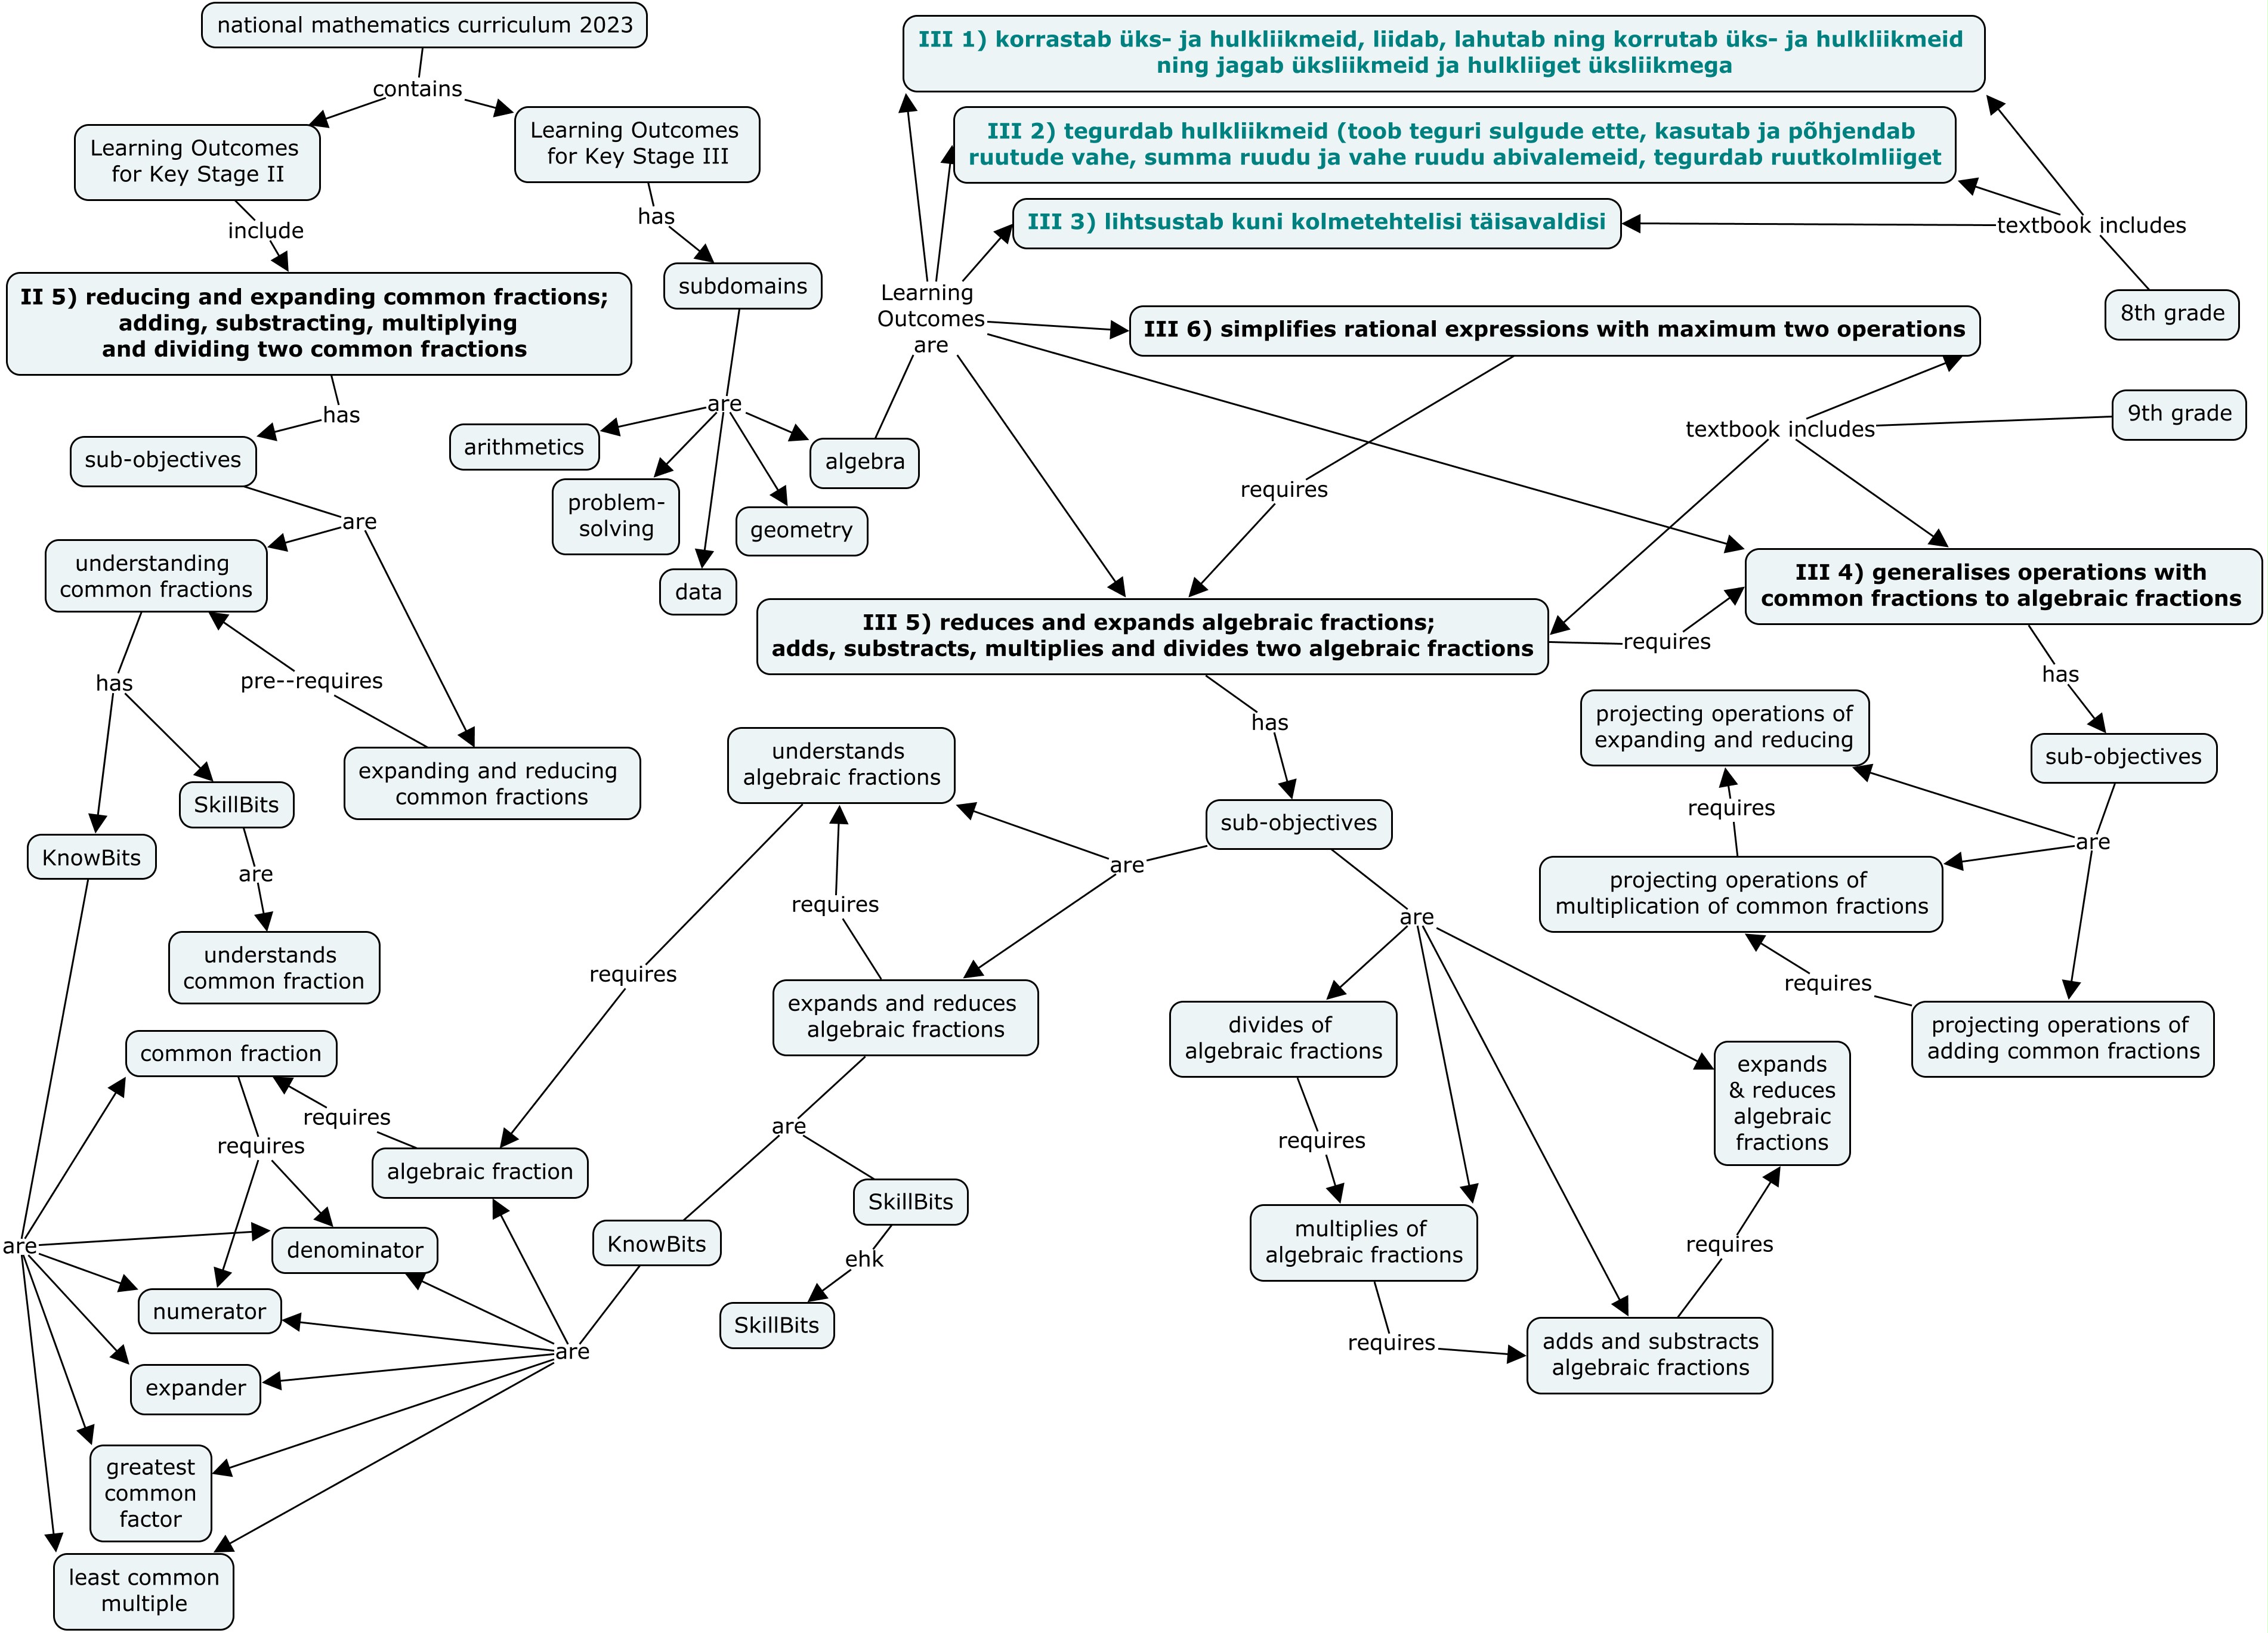 national mathematics curriculum 2023
contains
Learning Outcomes
for Key Stage II
Learning Outcomes
for Key Stage III
include
has
II 5) reducing and expanding common fractions;
adding, substracting, multiplying
and dividing two common fractions
subdomains
has
are
sub-objectives
arithmetics
problem-
solving
data
geometry
algebra
are
understanding
common fractions
has
pre--requires
expanding and reducing
common fractions
SkillBits
KnowBits
are
understands
common fraction
common fraction
requires
requires
algebraic fraction
are
denominator
numerator
expander
greatest
common
factor
least common
multiple
III 1) korrastab üks- ja hulkliikmeid, liidab, lahutab ning korrutab üks- ja hulkliikmeid
ning jagab üksliikmeid ja hulkliiget üksliikmega
III 2) tegurdab hulkliikmeid (toob teguri sulgude ette, kasutab ja põhjendab
ruutude vahe, summa ruudu ja vahe ruudu abivalemeid, tegurdab ruutkolmliiget
III 3) lihtsustab kuni kolmetehtelisi täisavaldisi
textbook includes
8th grade
Learning
Outcomes
are
III 6) simplifies rational expressions with maximum two operations
9th grade
textbook includes
requires
III 4) generalises operations with
common fractions to algebraic fractions
III 5) reduces and expands algebraic fractions;
adds, substracts, multiplies and divides two algebraic fractions
requires
has
has
projecting operations of
expanding and reducing
sub-objectives
requires
are
projecting operations of
multiplication of common fractions
requires
projecting operations of
adding common fractions
understands
algebraic fractions
sub-objectives
are
requires
are
requires
expands and reduces
algebraic fractions
divides of
algebraic fractions
expands
& reduces
algebraic
fractions
are
requires
SkillBits
KnowBits
ehk
SkillBits
are
multiplies of
algebraic fractions
requires
requires
adds and substracts
algebraic fractions